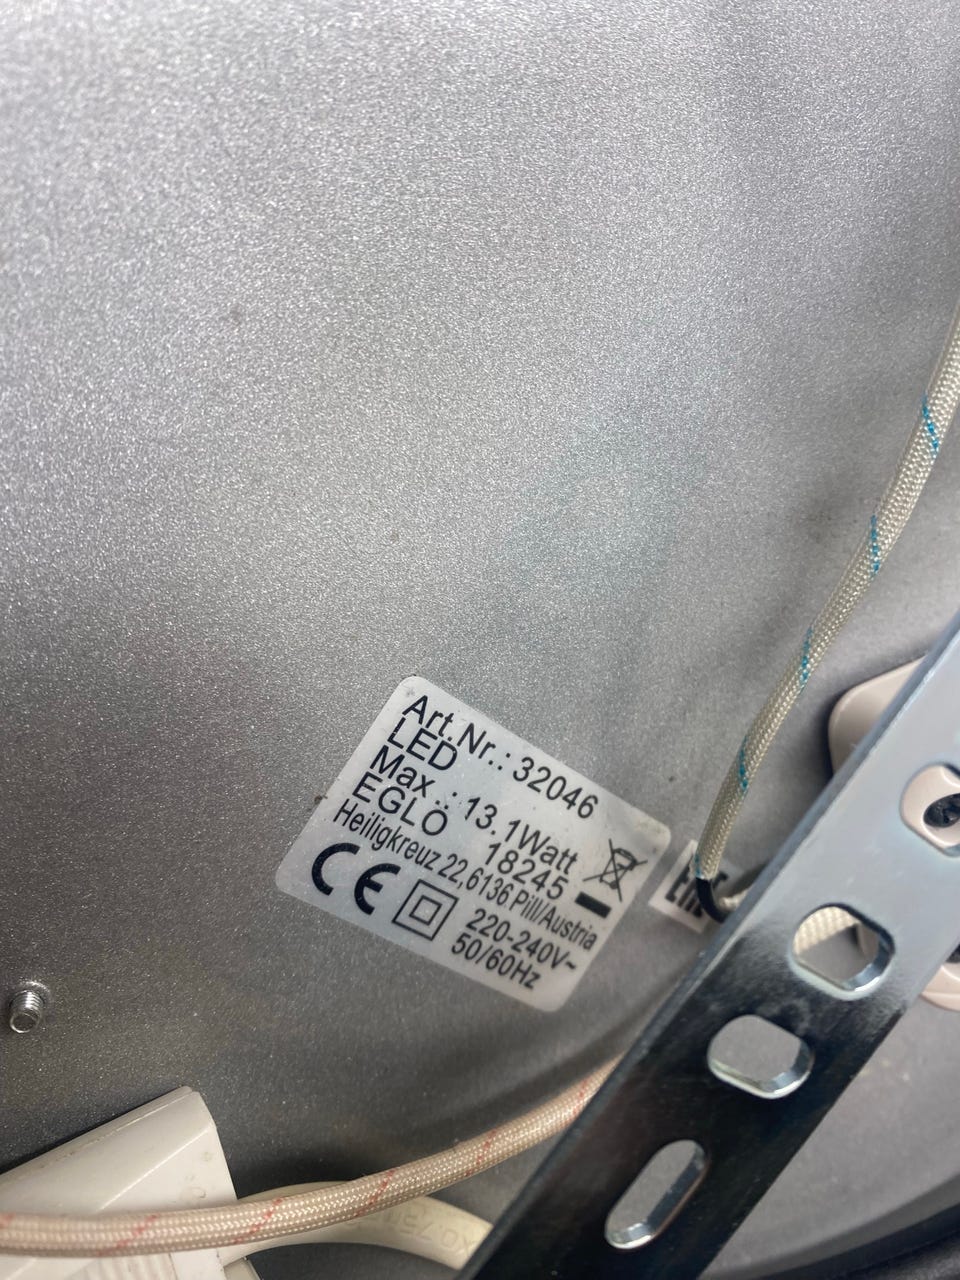 Art.Nr.: 32046
LED
Max .: 13.1Watt
EGLO 18245
Heiligkreuz 22,6136 Pill/Austria
CE 220-240V~
50/60Hz